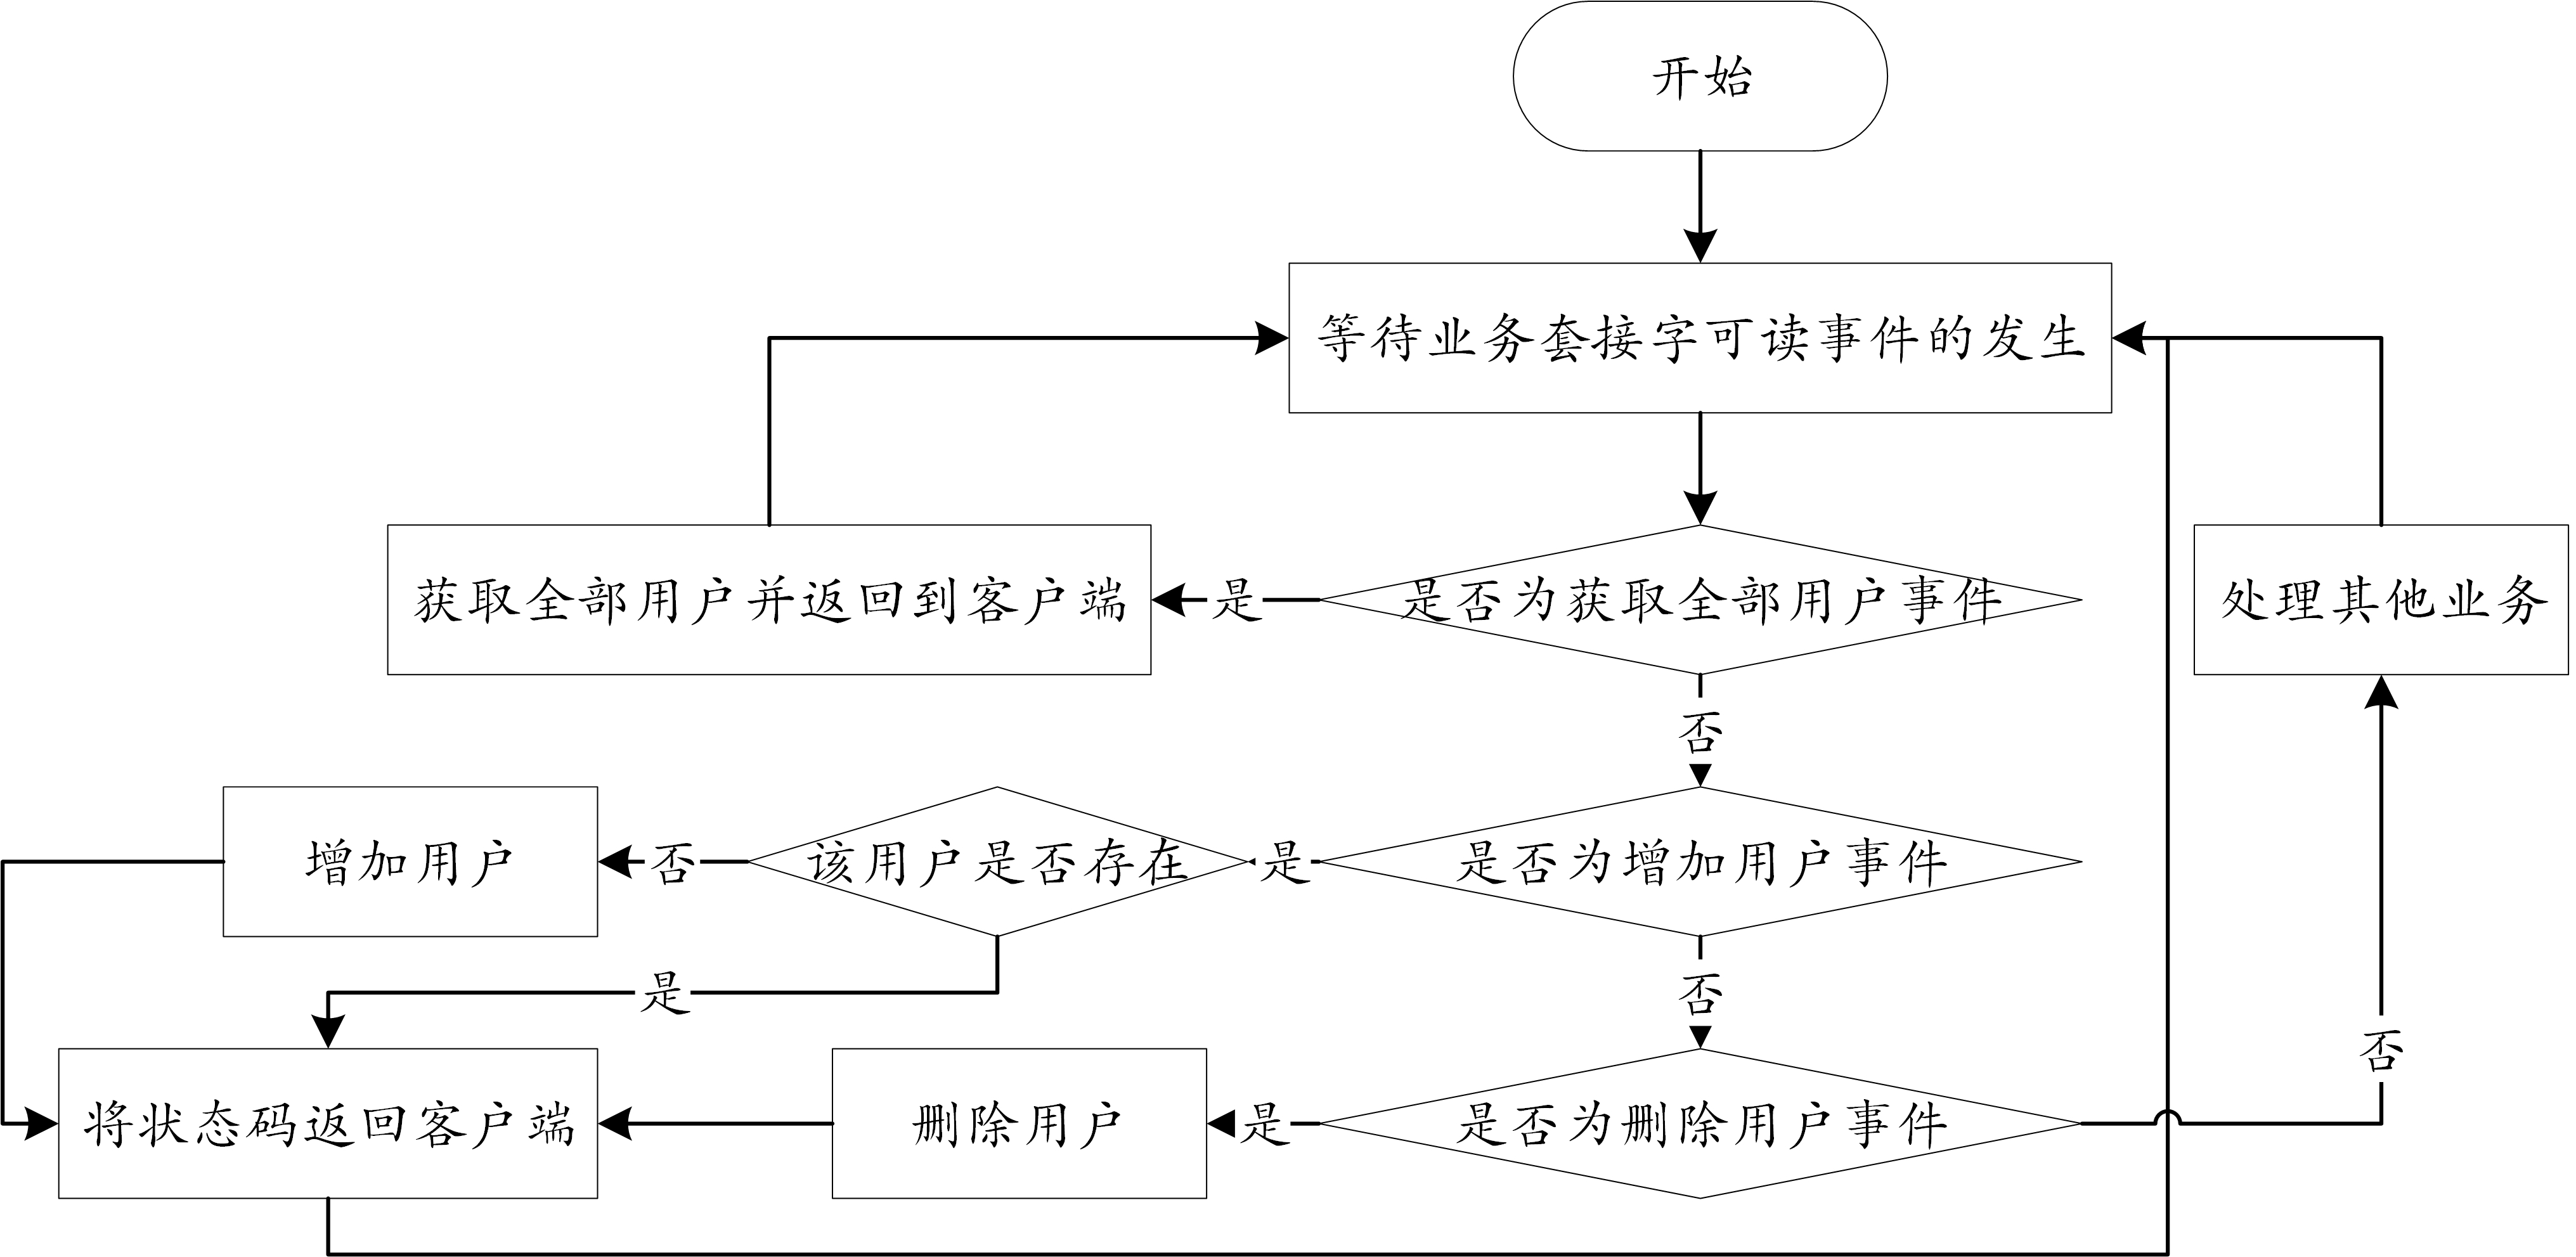 开始
等待业务套接字可读事件的发生
获取全部用户并返回到客户端
是
是否为获取全部用户事件
处理其他业务
否
增加用户
否
该用户是否存在
是
是否为增加用户事件
是
否
否
将状态码返回客户端
删除用户
是
是否为删除用户事件